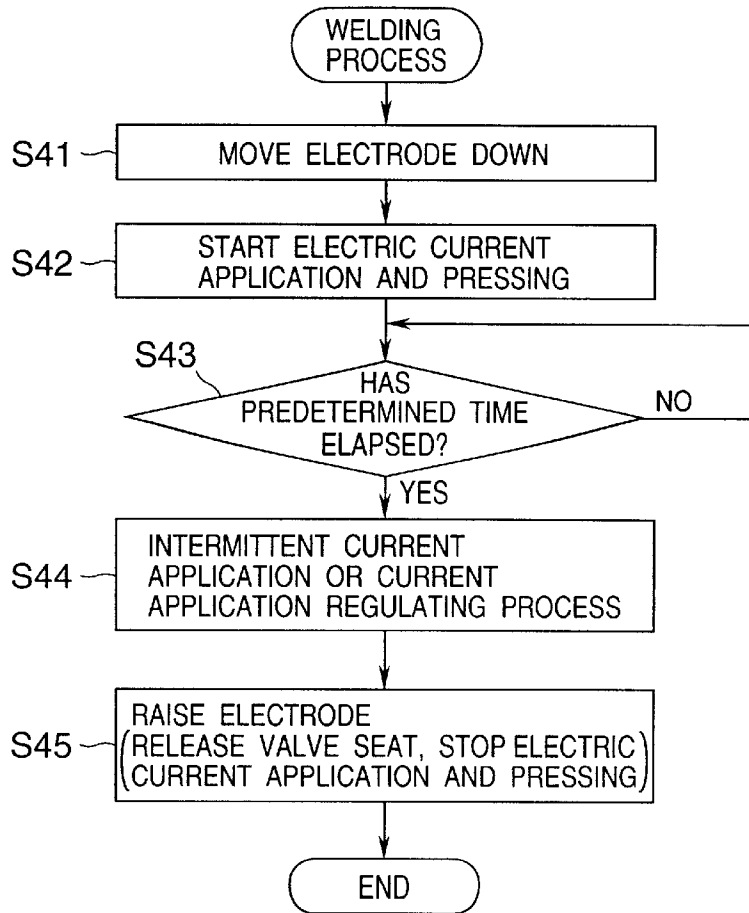 WELDING
PROCESS
S41
MOVE ELECTRODE DOWN
S42
START ELECTRIC CURRENT
APPLICATION AND PRESSING
S43
HAS
PREDETERMINED TIME
ELAPSED?
NO
YES
S44
INTERMITTENT CURRENT
APPLICATION OR CURRENT
APPLICATION REGULATING PROCESS
S45
RAISE ELECTRODE
(RELEASE VALVE SEAT, STOP ELECTRIC
CURRENT APPLICATION AND PRESSING)
END